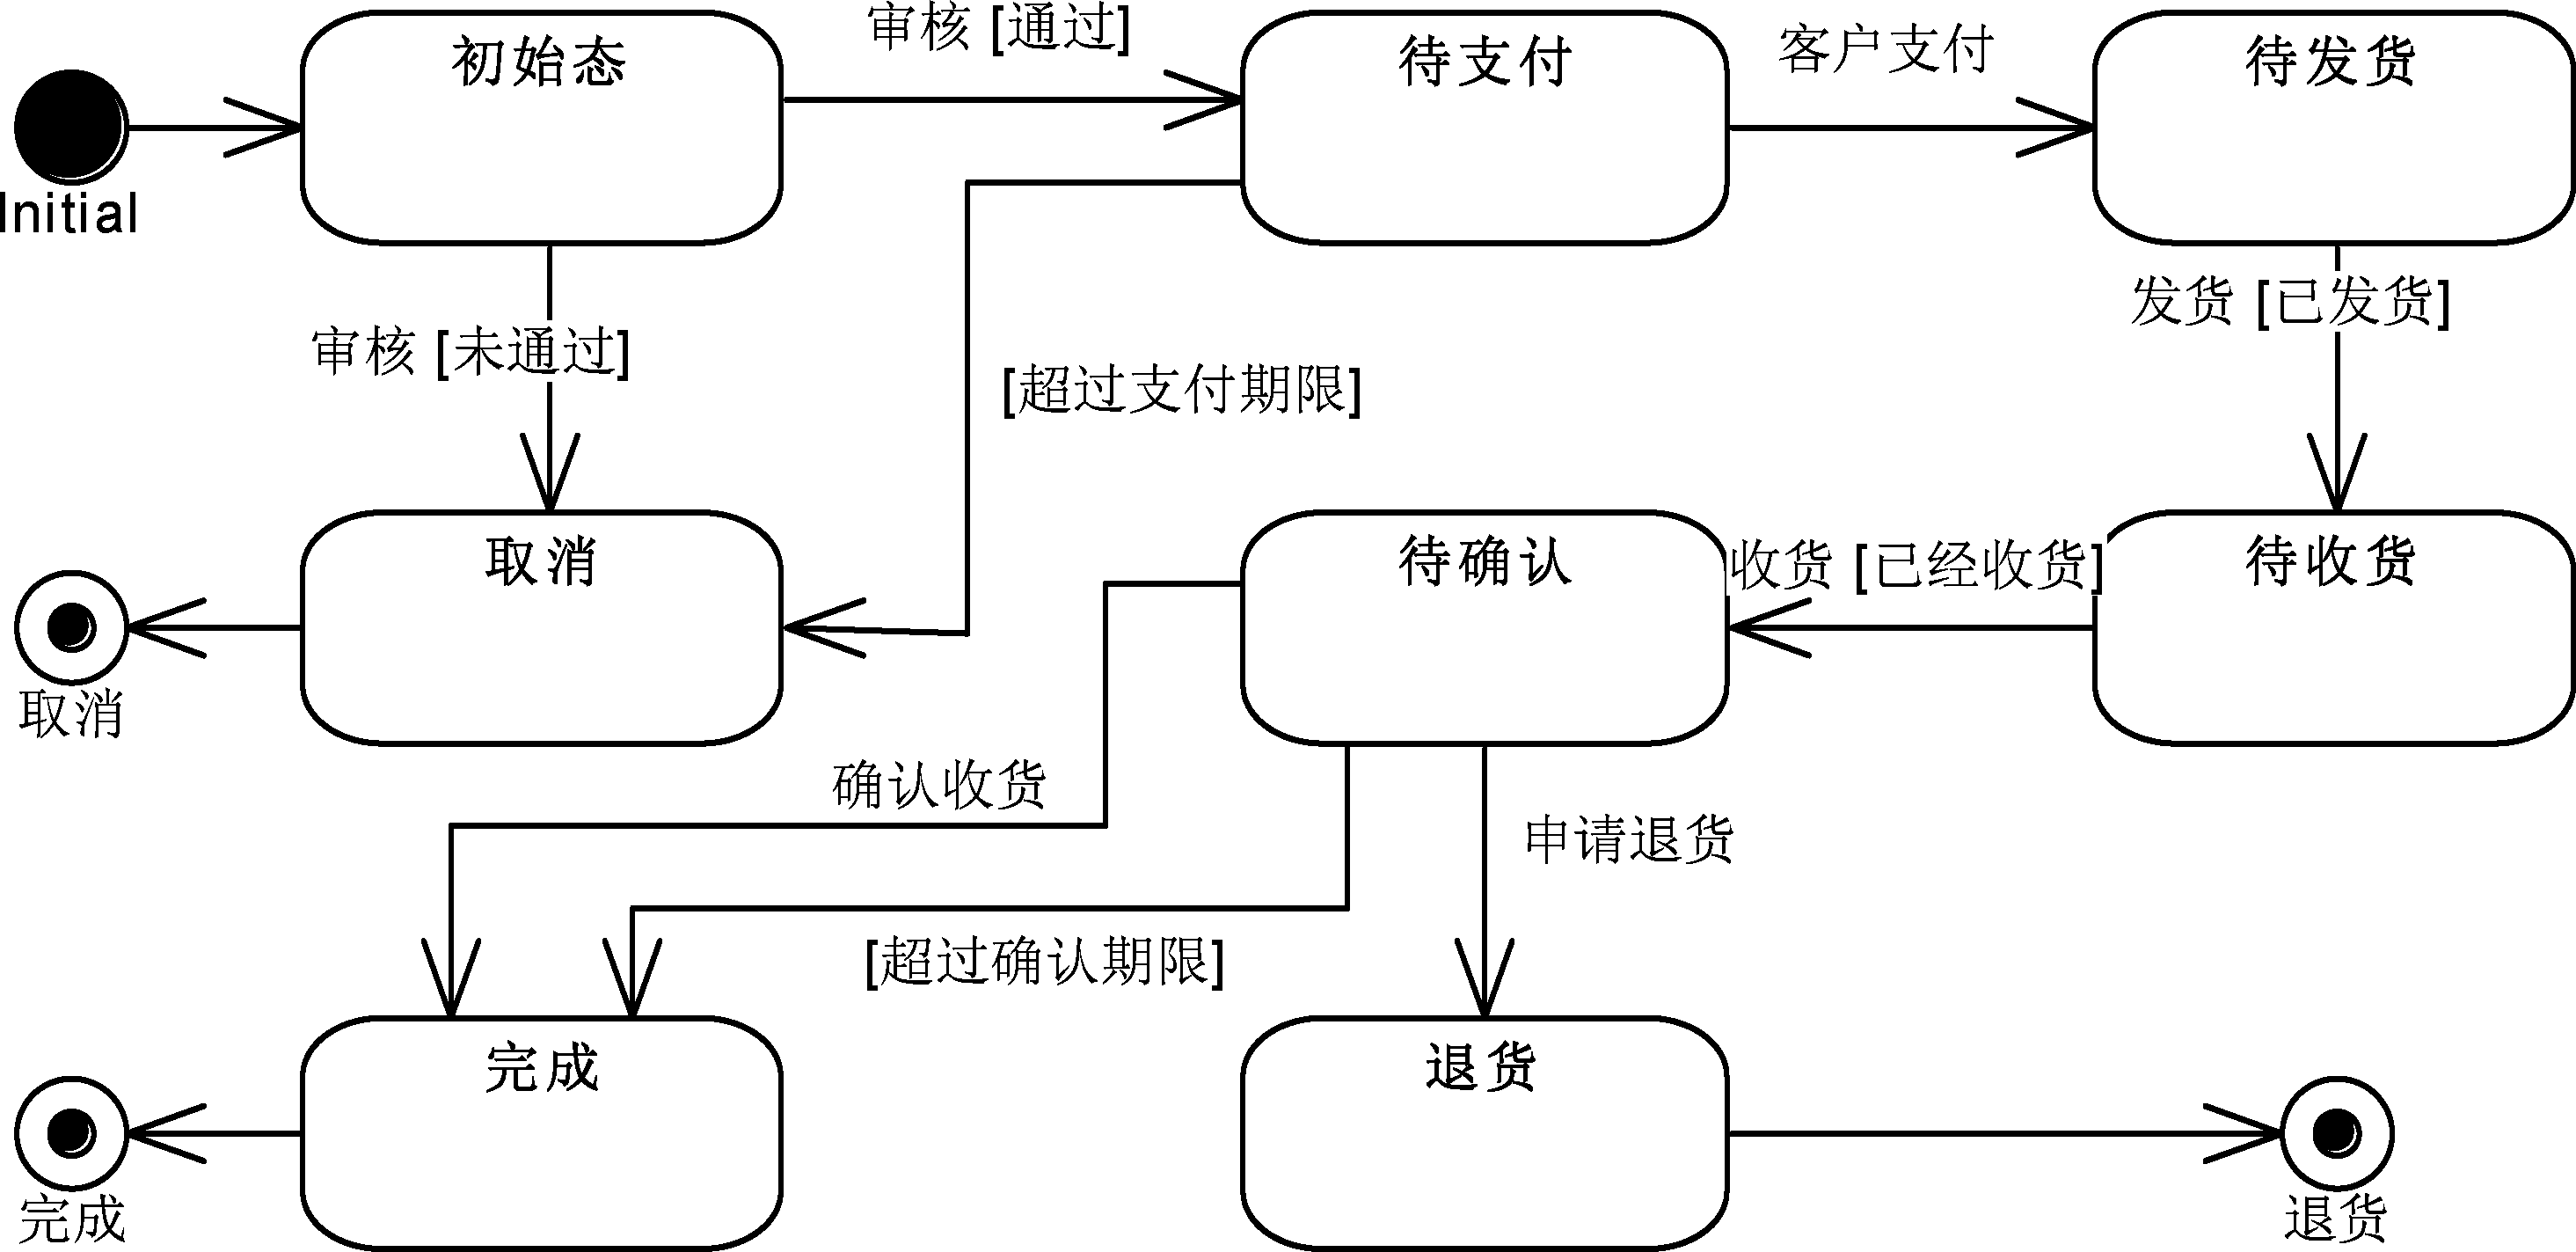 Initial
初始态
审核 [通过]
待支付
客户支付
待发货
审核 [未通过]
[超过支付期限]
发货 [已发货]
取消
取消
待确认
收货 [已经收货]
待收货
确认收货
申请退货
[超过确认期限]
完成
完成
退货
退货